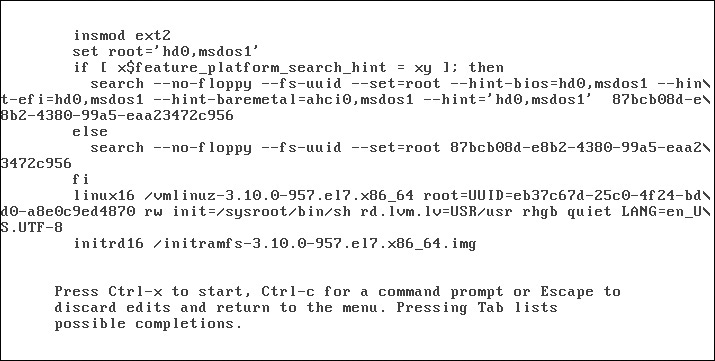 insmod ext2
set root='hd0,msdos1'
if [ x$feature_platform_search_hint = xy ]; then
search --no-floppy --fs-uuid --set=root --hint-bios=hd0,msdos1 --hin\
t-efi=hd0,msdos1 --hint-baremetal=ahci0,msdos1 --hint='hd0,msdos1'  87bcb08d-e\
8b2-4380-99a5-eaa23472c956
else
search --no-floppy --fs-uuid --set=root 87bcb08d-e8b2-4380-99a5-eaa2\
3472c956
fi
linux16 /vmlinuz-3.10.0-957.el7.x86_64 root=UUID=eb37c67d-25c0-4f24-bd\
d0-a8e0c9ed4870 rw init=/sysroot/bin/sh rd.lvm.lv=USR/usr rhgb quiet LANG=en_U\
S.UTF-8
initrd16 /initramfs-3.10.0-957.el7.x86_64.img
Press Ctrl-x to start, Ctrl-c for a command prompt or Escape to
discard edits and return to the menu. Pressing Tab lists
possible completions.